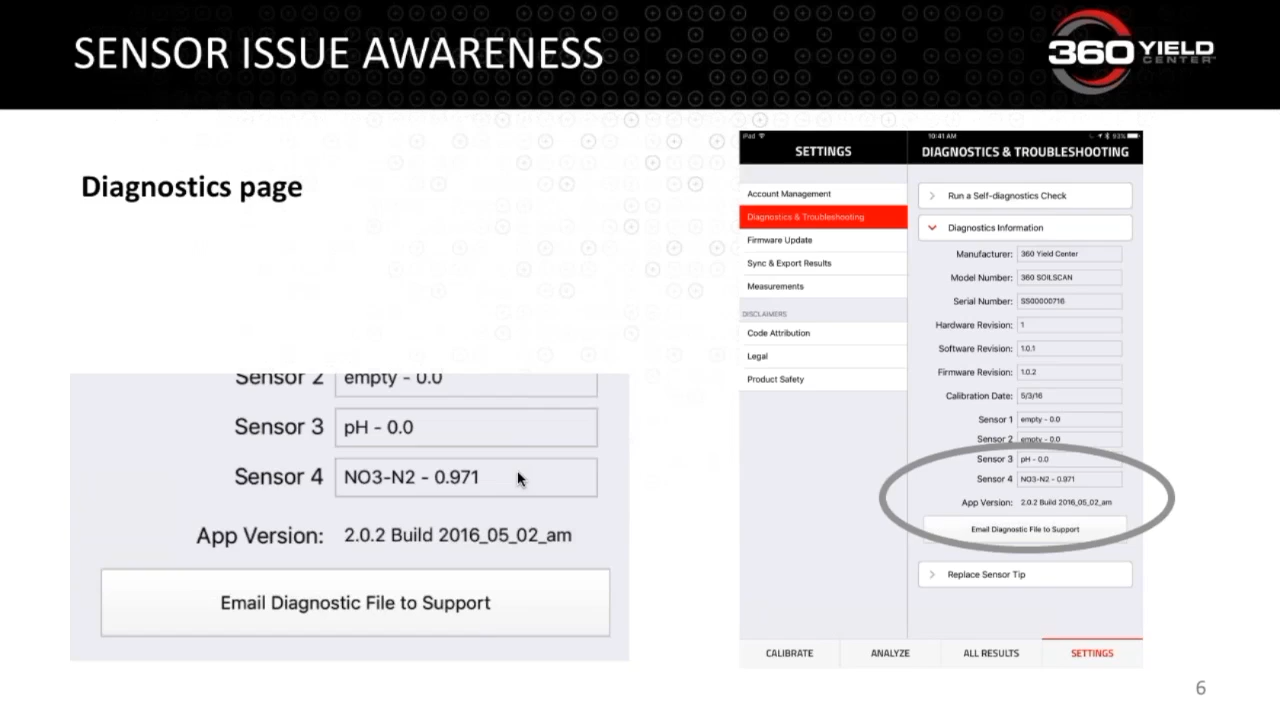 SENSOR ISSUE AWARENESS
360 YIELD
CENTER
Diagnostics page
Sensor 2 empty - 0.0
Sensor 3 pH - 0.0
Sensor 4 NO3-N2 - 0.971
App Version: 2.0.2 Build 2016_05_02_am
Email Diagnostic File to Support
iPad 10:41 AM 93%
SETTINGS
Account Management
Diagnostics & Troubleshooting
Firmware Update
Sync & Export Results
Measurements
DISCLAIMERS
Code Attribution
Legal
Product Safety
DIAGNOSTICS & TROUBLESHOOTING
Run a Self-diagnostics Check
Diagnostics Information
Manufacturer: 360 Yield Center
Model Number: 360 SOILSCAN
Serial Number: SS00000716
Hardware Revision: 1
Software Revision: 1.0.1
Firmware Revision: 1.0.2
Calibration Date: 5/3/16
Sensor 1 empty - 0.0
Sensor 2 empty - 0.0
Sensor 3 pH - 0.0
Sensor 4 NO3-N2 - 0.971
App Version: 2.0.2 Build 2016_05_02_am
Email Diagnostic File to Support
Replace Sensor Tip
CALIBRATE ANALYZE ALL RESULTS SETTINGS
6